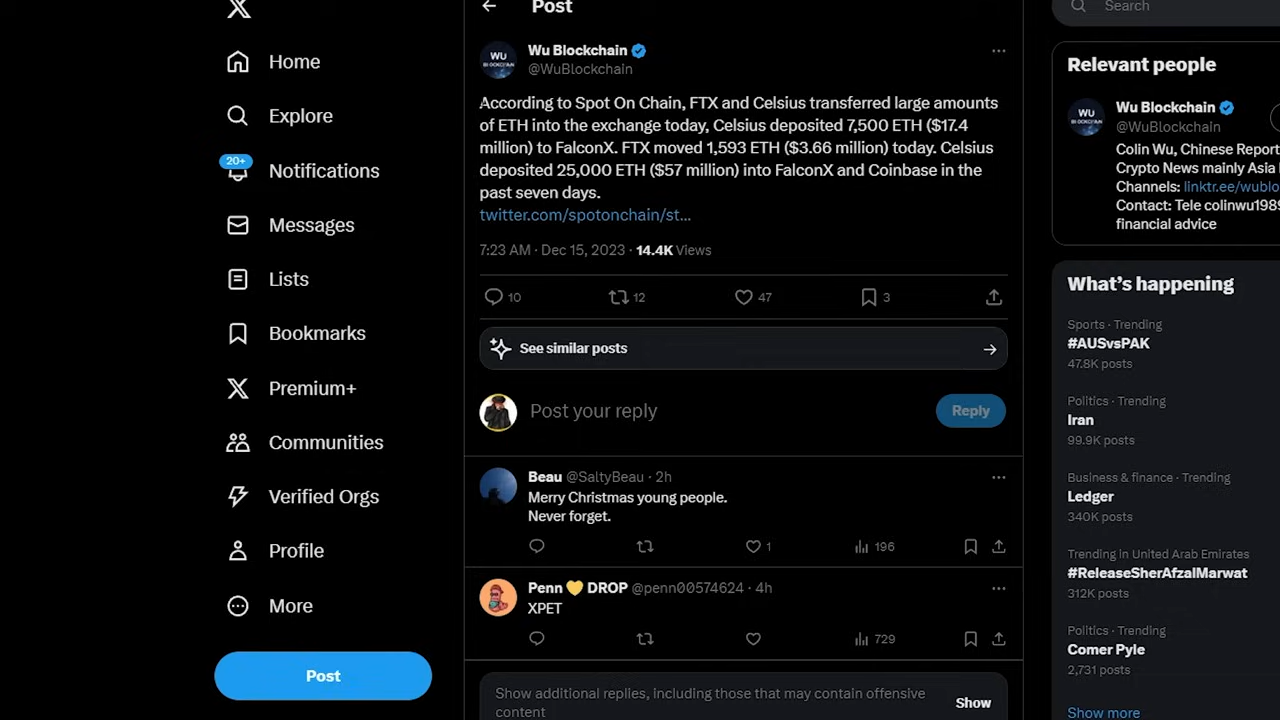 Home
Explore
20+
Notifications
Messages
Lists
Bookmarks
Premium+
Communities
Verified Orgs
Profile
More
Post
Post
WU
BLOCKCHAIN
Wu Blockchain
@WuBlockchain
According to Spot On Chain, FTX and Celsius transferred large amounts
of ETH into the exchange today, Celsius deposited 7,500 ETH ($17.4
million) to FalconX. FTX moved 1,593 ETH ($3.66 million) today. Celsius
deposited 25,000 ETH ($57 million) into FalconX and Coinbase in the
past seven days.
twitter.com/spotonchain/st…
7:23 AM · Dec 15, 2023 · 14.4K Views
10 12 47 3
See similar posts
Post your reply
Reply
Beau @SaltyBeau · 2h
Merry Christmas young people.
Never forget.
1 196
Penn 💛 DROP @penn00574624 · 4h
XPET
729
Show additional replies, including those that may contain offensive
content
Show
Search
Relevant people
WU
BLOCKCHAIN
Wu Blockchain
@WuBlockchain
Colin Wu, Chinese Report
Crypto News mainly Asia
Channels: linktr.ee/wublo
Contact: Tele colinwu1989
financial advice
What's happening
Sports · Trending
#AUSvsPAK
47.8K posts
Politics · Trending
Iran
99.9K posts
Business & finance · Trending
Ledger
340K posts
Trending in United Arab Emirates
#ReleaseSherAfzalMarwat
312K posts
Politics · Trending
Comer Pyle
2,731 posts
Show more